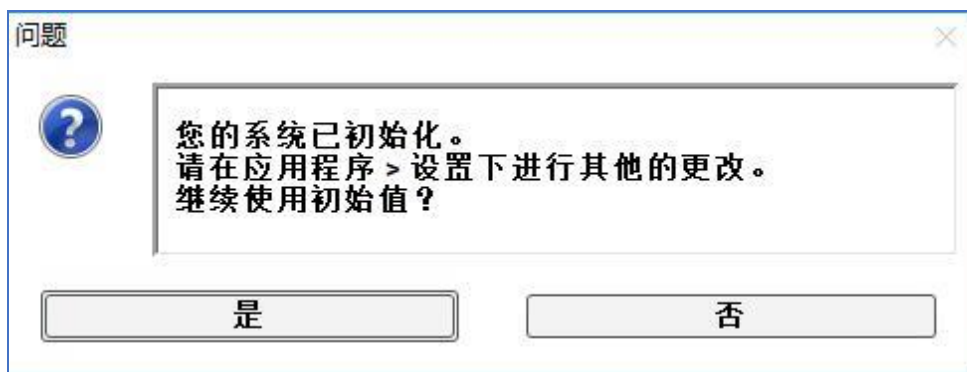 问题
您的系统已初始化。
请在应用程序 > 设置下进行其他的更改。
继续使用初始值？
是
否